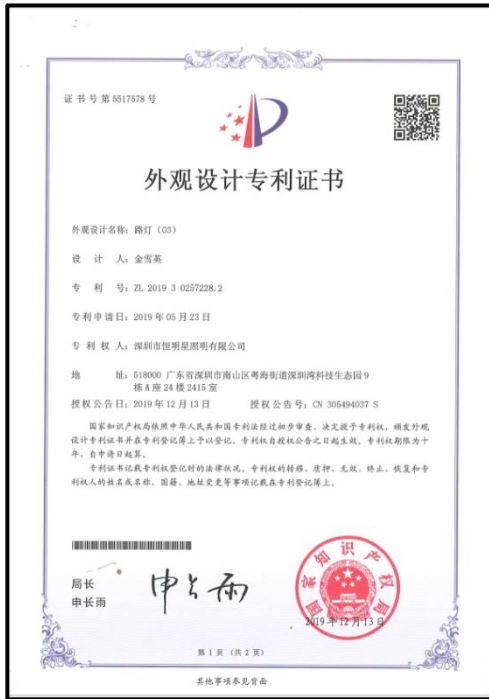 证书号第5517578号
外观设计专利证书
外观设计名称：路灯（03）
设计人：金雪英
专利号：ZL 2019 3 0257228.2
专利申请日：2019年05月23日
专利权人：深圳市恒明星照明有限公司
地址：518000 广东省深圳市南山区粤海街道深圳湾科技生态园9
栋A座24楼2415室
授权公告日：2019年12月13日 授权公告号：CN 305494037 S
国家知识产权局依照中华人民共和国专利法经过初步审查，决定授予专利权，颁发外观
设计专利证书并在专利登记簿上予以登记。专利权自授权公告之日起生效。专利权期限为十
年，自申请日起算。
专利证书记载专利权登记时的法律状况。专利权的转移、质押、无效、终止、恢复和专
利权人的姓名或名称、国籍、地址变更等事项记载在专利登记簿上。
局长
申长雨
申长雨
国家知识产权局
2019年12月13日
第1页（共2页）
其他事项参见背面